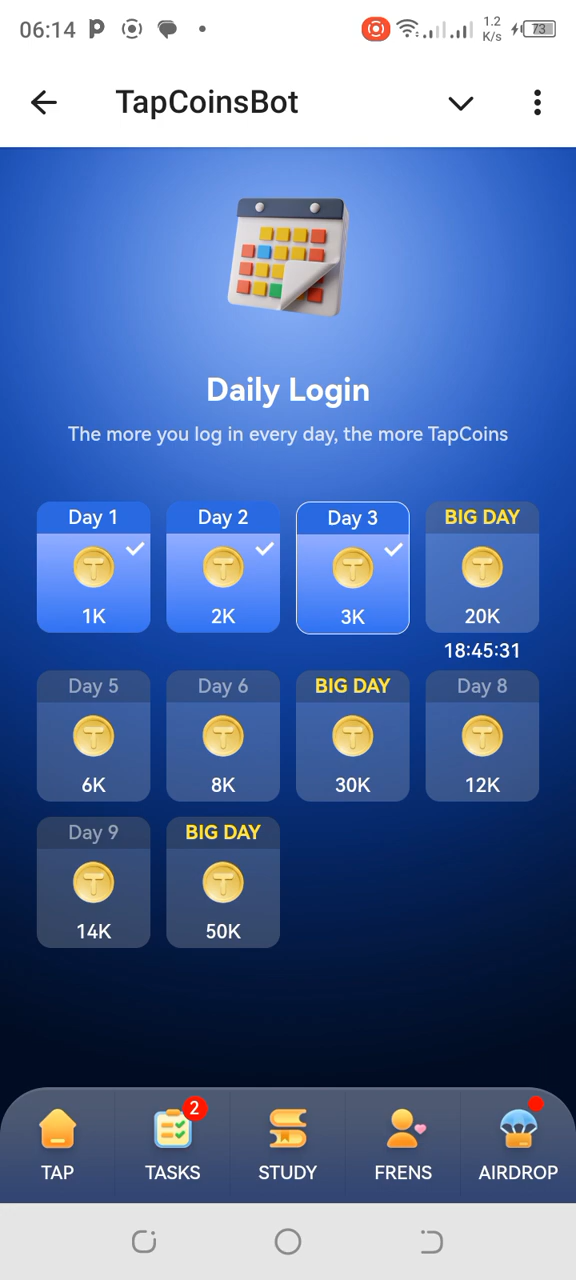 06:14
1.2
K/s
73
TapCoinsBot
Daily Login
The more you log in every day, the more TapCoins
Day 1 Day 2 Day 3 BIG DAY
1K 2K 3K 20K
18:45:31
Day 5 Day 6 BIG DAY Day 8
6K 8K 30K 12K
Day 9 BIG DAY
14K 50K
2
TAP TASKS STUDY FRENS AIRDROP